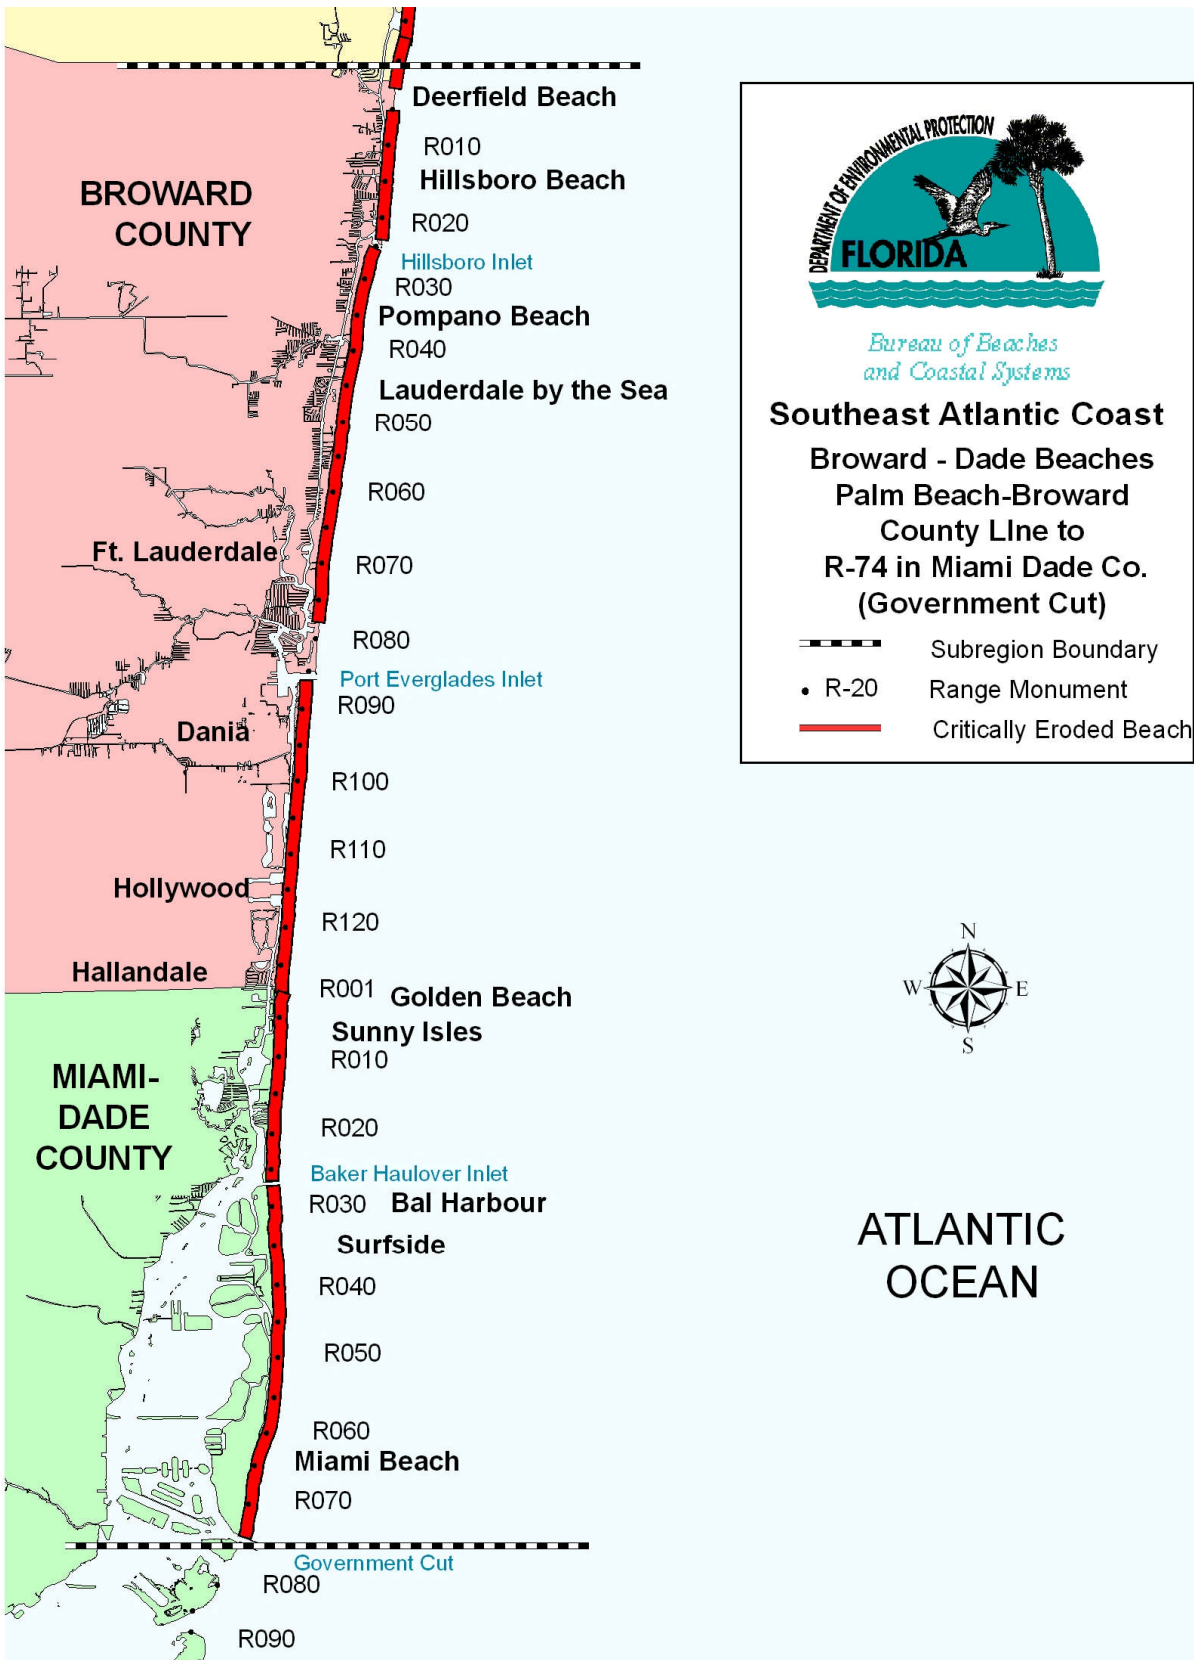 Deerfield Beach
R010
Hillsboro Beach
BROWARD
COUNTY
R020
Hillsboro Inlet
R030
Pompano Beach
R040
Lauderdale by the Sea
R050
R060
Ft. Lauderdale
R070
R080
Port Everglades Inlet
R090
Dania
R100
R110
Hollywood
R120
Hallandale
R001 Golden Beach
Sunny Isles
R010
MIAMI-
DADE
COUNTY
R020
Baker Haulover Inlet
R030 Bal Harbour
Surfside
R040
R050
R060
Miami Beach
R070
Government Cut
R080
R090
DEPARTMENT OF ENVIRONMENTAL PROTECTION
FLORIDA
Bureau of Beaches
and Coastal Systems
Southeast Atlantic Coast
Broward - Dade Beaches
Palm Beach-Broward
County LIne to
R-74 in Miami Dade Co.
(Government Cut)
Subregion Boundary
R-20 Range Monument
Critically Eroded Beach
N
W E
S
ATLANTIC
OCEAN